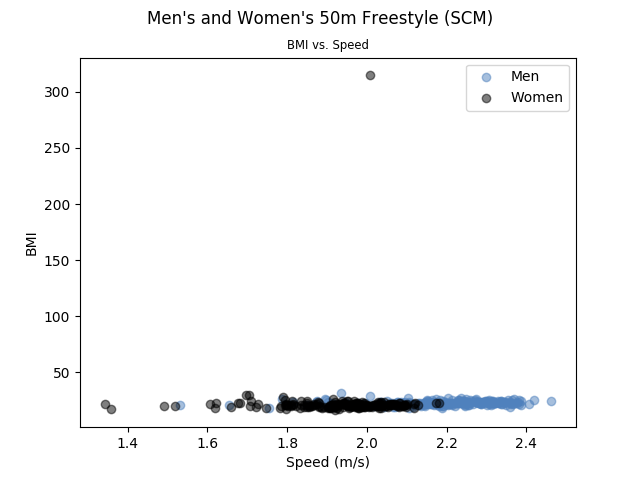 Men's and Women's 50m Freestyle (SCM)
BMI vs. Speed
Men
Women
300
250
200
150
100
50
BMI
1.4 1.6 1.8 2.0 2.2 2.4
Speed (m/s)